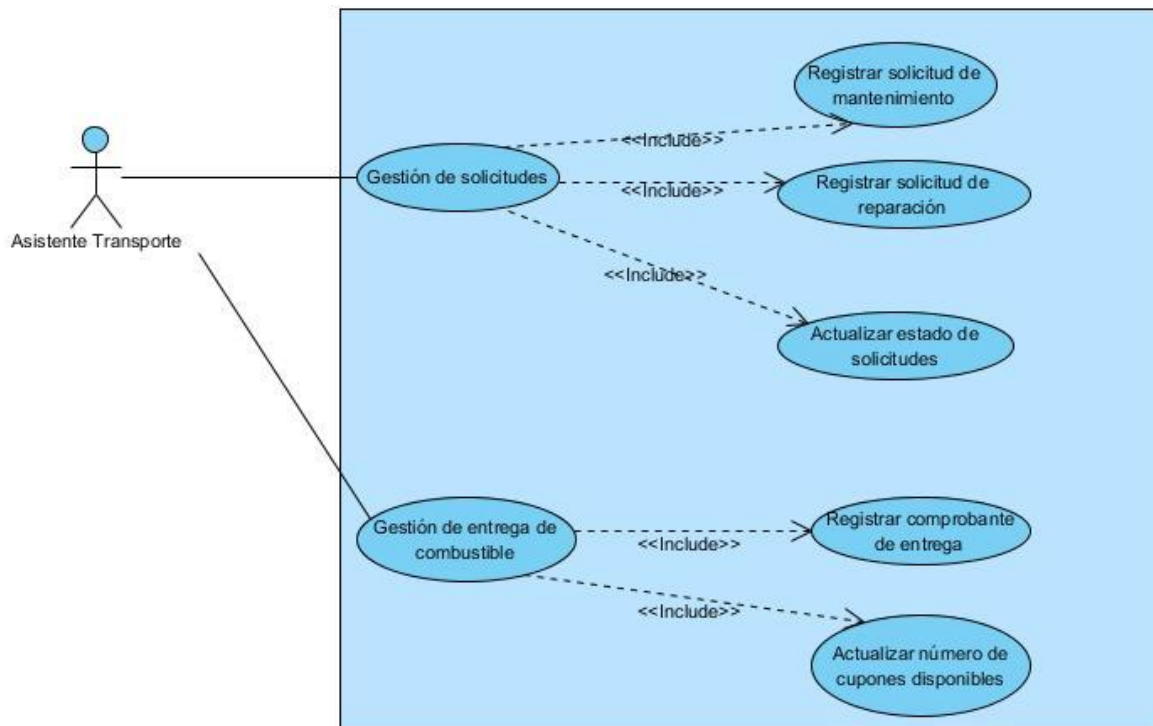 Registrar solicitud de
mantenimiento
<<Include>>
Gestión de solicitudes
<<Include>>
Registrar solicitud de
reparación
Asistente Transporte
<<Include>>
Actualizar estado de
solicitudes
Gestión de entrega de
combustible
<<Include>>
Registrar comprobante
de entrega
<<Include>>
Actualizar número de
cupones disponibles